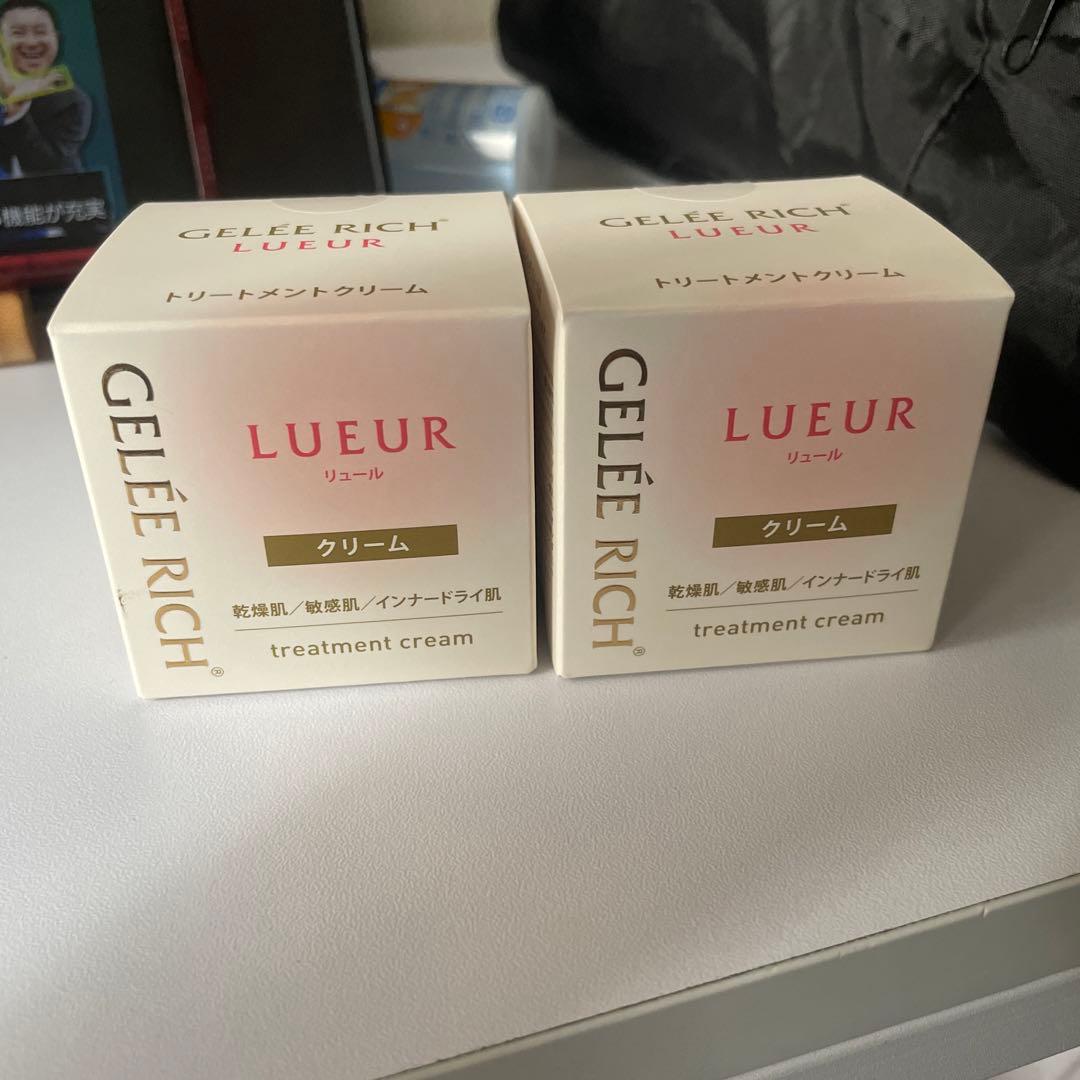 機能が充実
GELÉE RICH®
LUEUR
トリートメントクリーム
GELÉE RICH®
LUEUR
リュール
クリーム
乾燥肌／敏感肌／インナードライ肌
treatment cream
GELÉE RICH®
LUEUR
トリートメントクリーム
GELÉE RICH®
LUEUR
リュール
クリーム
乾燥肌／敏感肌／インナードライ肌
treatment cream